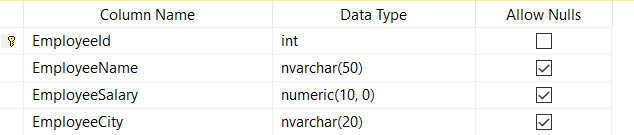 Column Name Data Type Allow Nulls
EmployeeId int
EmployeeName nvarchar(50)
EmployeeSalary numeric(10, 0)
EmployeeCity nvarchar(20)